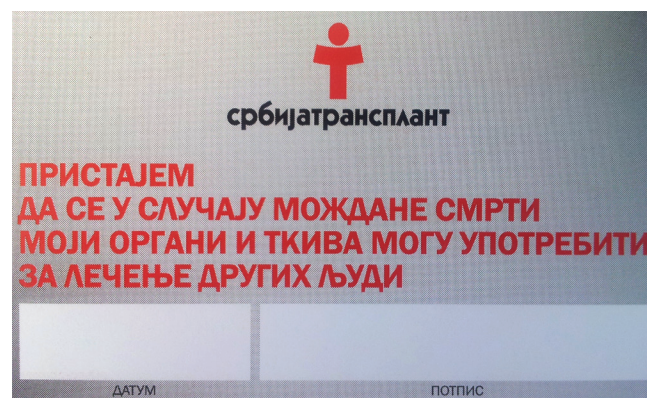 србијатрансплант
ПРИСТАЈЕМ
ДА СЕ У СЛУЧАЈУ МОЖДАНЕ СМРТИ
МОЈИ ОРГАНИ И ТКИВА МОГУ УПОТРЕБИТИ
ЗА ЛЕЧЕЊЕ ДРУГИХ ЉУДИ
ДАТУМ ПОТПИС